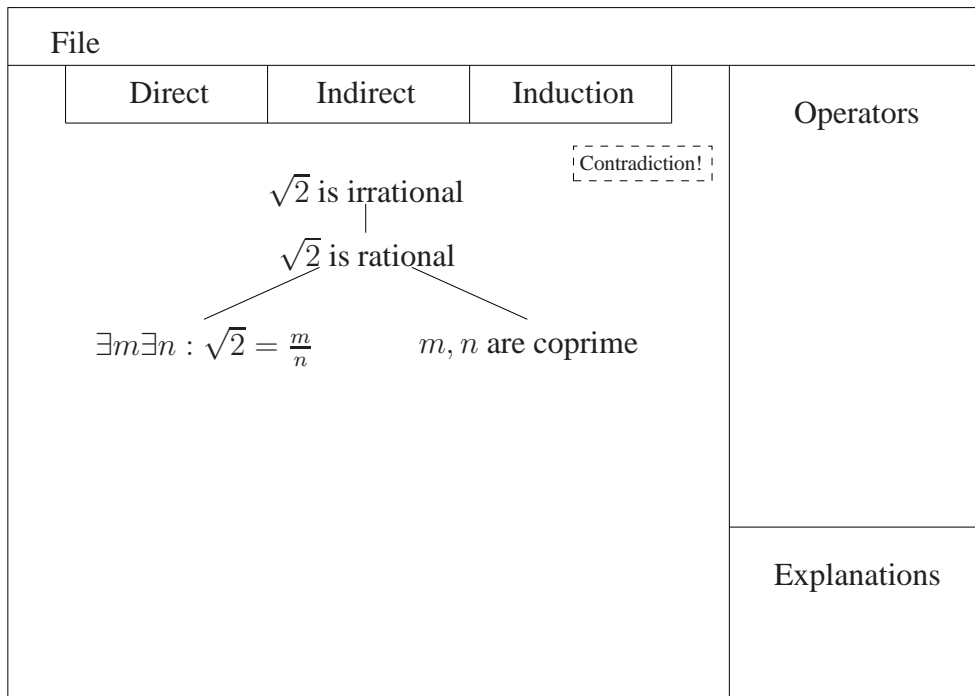 File
Direct Indirect Induction
Operators
Contradiction!
√2 is irrational
√2 is rational
∃m∃n : √2 = m/n
m, n are coprime
Explanations